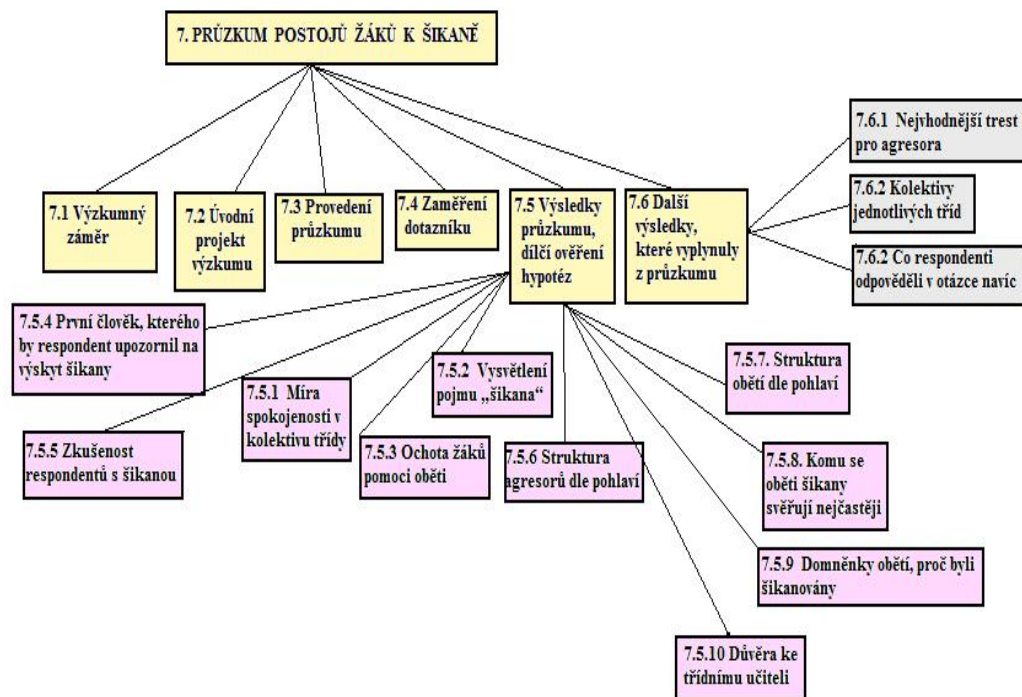 7. PRŮZKUM POSTOJŮ ŽÁKŮ K ŠIKANĚ
7.1 Výzkumný
záměr
7.2 Úvodní
projekt
výzkumu
7.3 Provedení
průzkumu
7.4 Zaměření
dotazníku
7.5 Výsledky
průzkumu,
dílčí ověření
hypotéz
7.6 Další
výsledky,
které vyplynuly
z průzkumu
7.6.1 Nejvhodnější trest
pro agresora
7.6.2 Kolektivy
jednotlivých tříd
7.6.2 Co respondenti
odpověděli v otázce navíc
7.5.4 První člověk, kterého
by respondent upozornil na
výskyt šikany
7.5.5 Zkušenost
respondentů s šikanou
7.5.1 Míra
spokojenosti v
kolektivu třídy
7.5.2 Vysvětlení
pojmu „šikana“
7.5.3 Ochota žáků
pomoci oběti
7.5.6 Struktura
agresorů dle pohlaví
7.5.7. Struktura
obětí dle pohlaví
7.5.8. Komu se
oběti šikany
svěřují nejčastěji
7.5.9 Domněnky obětí, proč byli
šikanovány
7.5.10 Důvěra ke
třídnímu učiteli